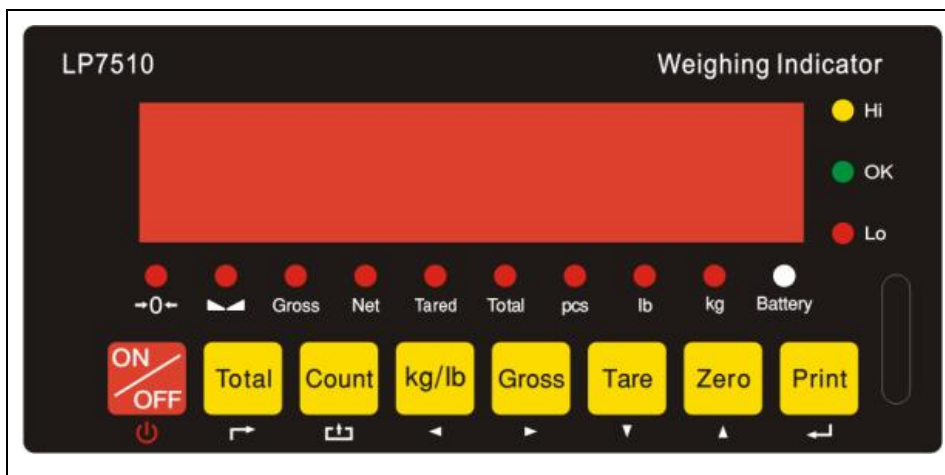 LP7510 Weighing Indicator
Hi
OK
Lo
→0← Gross Net Tared Total pcs lb kg Battery
ON/OFF Total Count kg/lb Gross Tare Zero Print